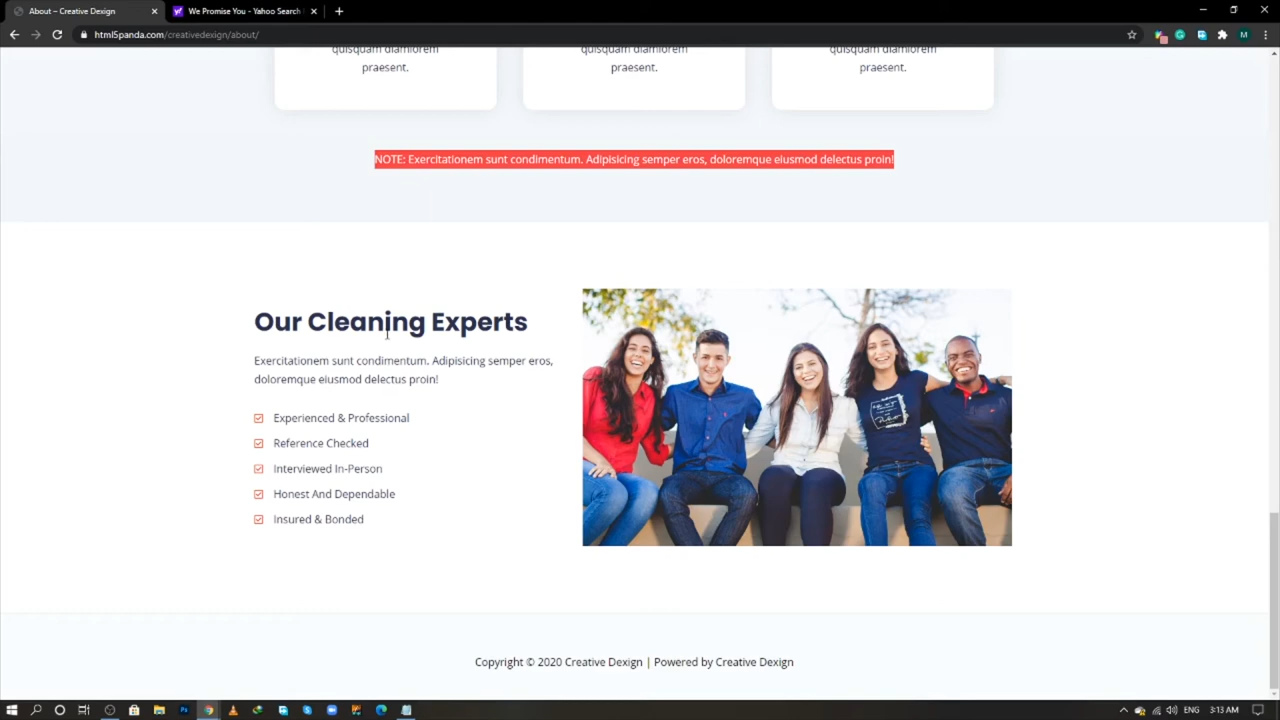 About – Creative Design
We Promise You - Yahoo Search
html5panda.com/creativedesign/about/
M
quisquam diamlorem
praesent.
quisquam diamlorem
praesent.
quisquam diamlorem
praesent.
NOTE: Exercitationem sunt condimentum. Adipisicing semper eros, doloremque eiusmod delectus proin!
Our Cleaning Experts
Exercitationem sunt condimentum. Adipisicing semper eros,
doloremque eiusmod delectus proin!
Experienced & Professional
Reference Checked
Interviewed In-Person
Honest And Dependable
Insured & Bonded
Copyright © 2020 Creative Dexign | Powered by Creative Dexign
ENG
3:13 AM